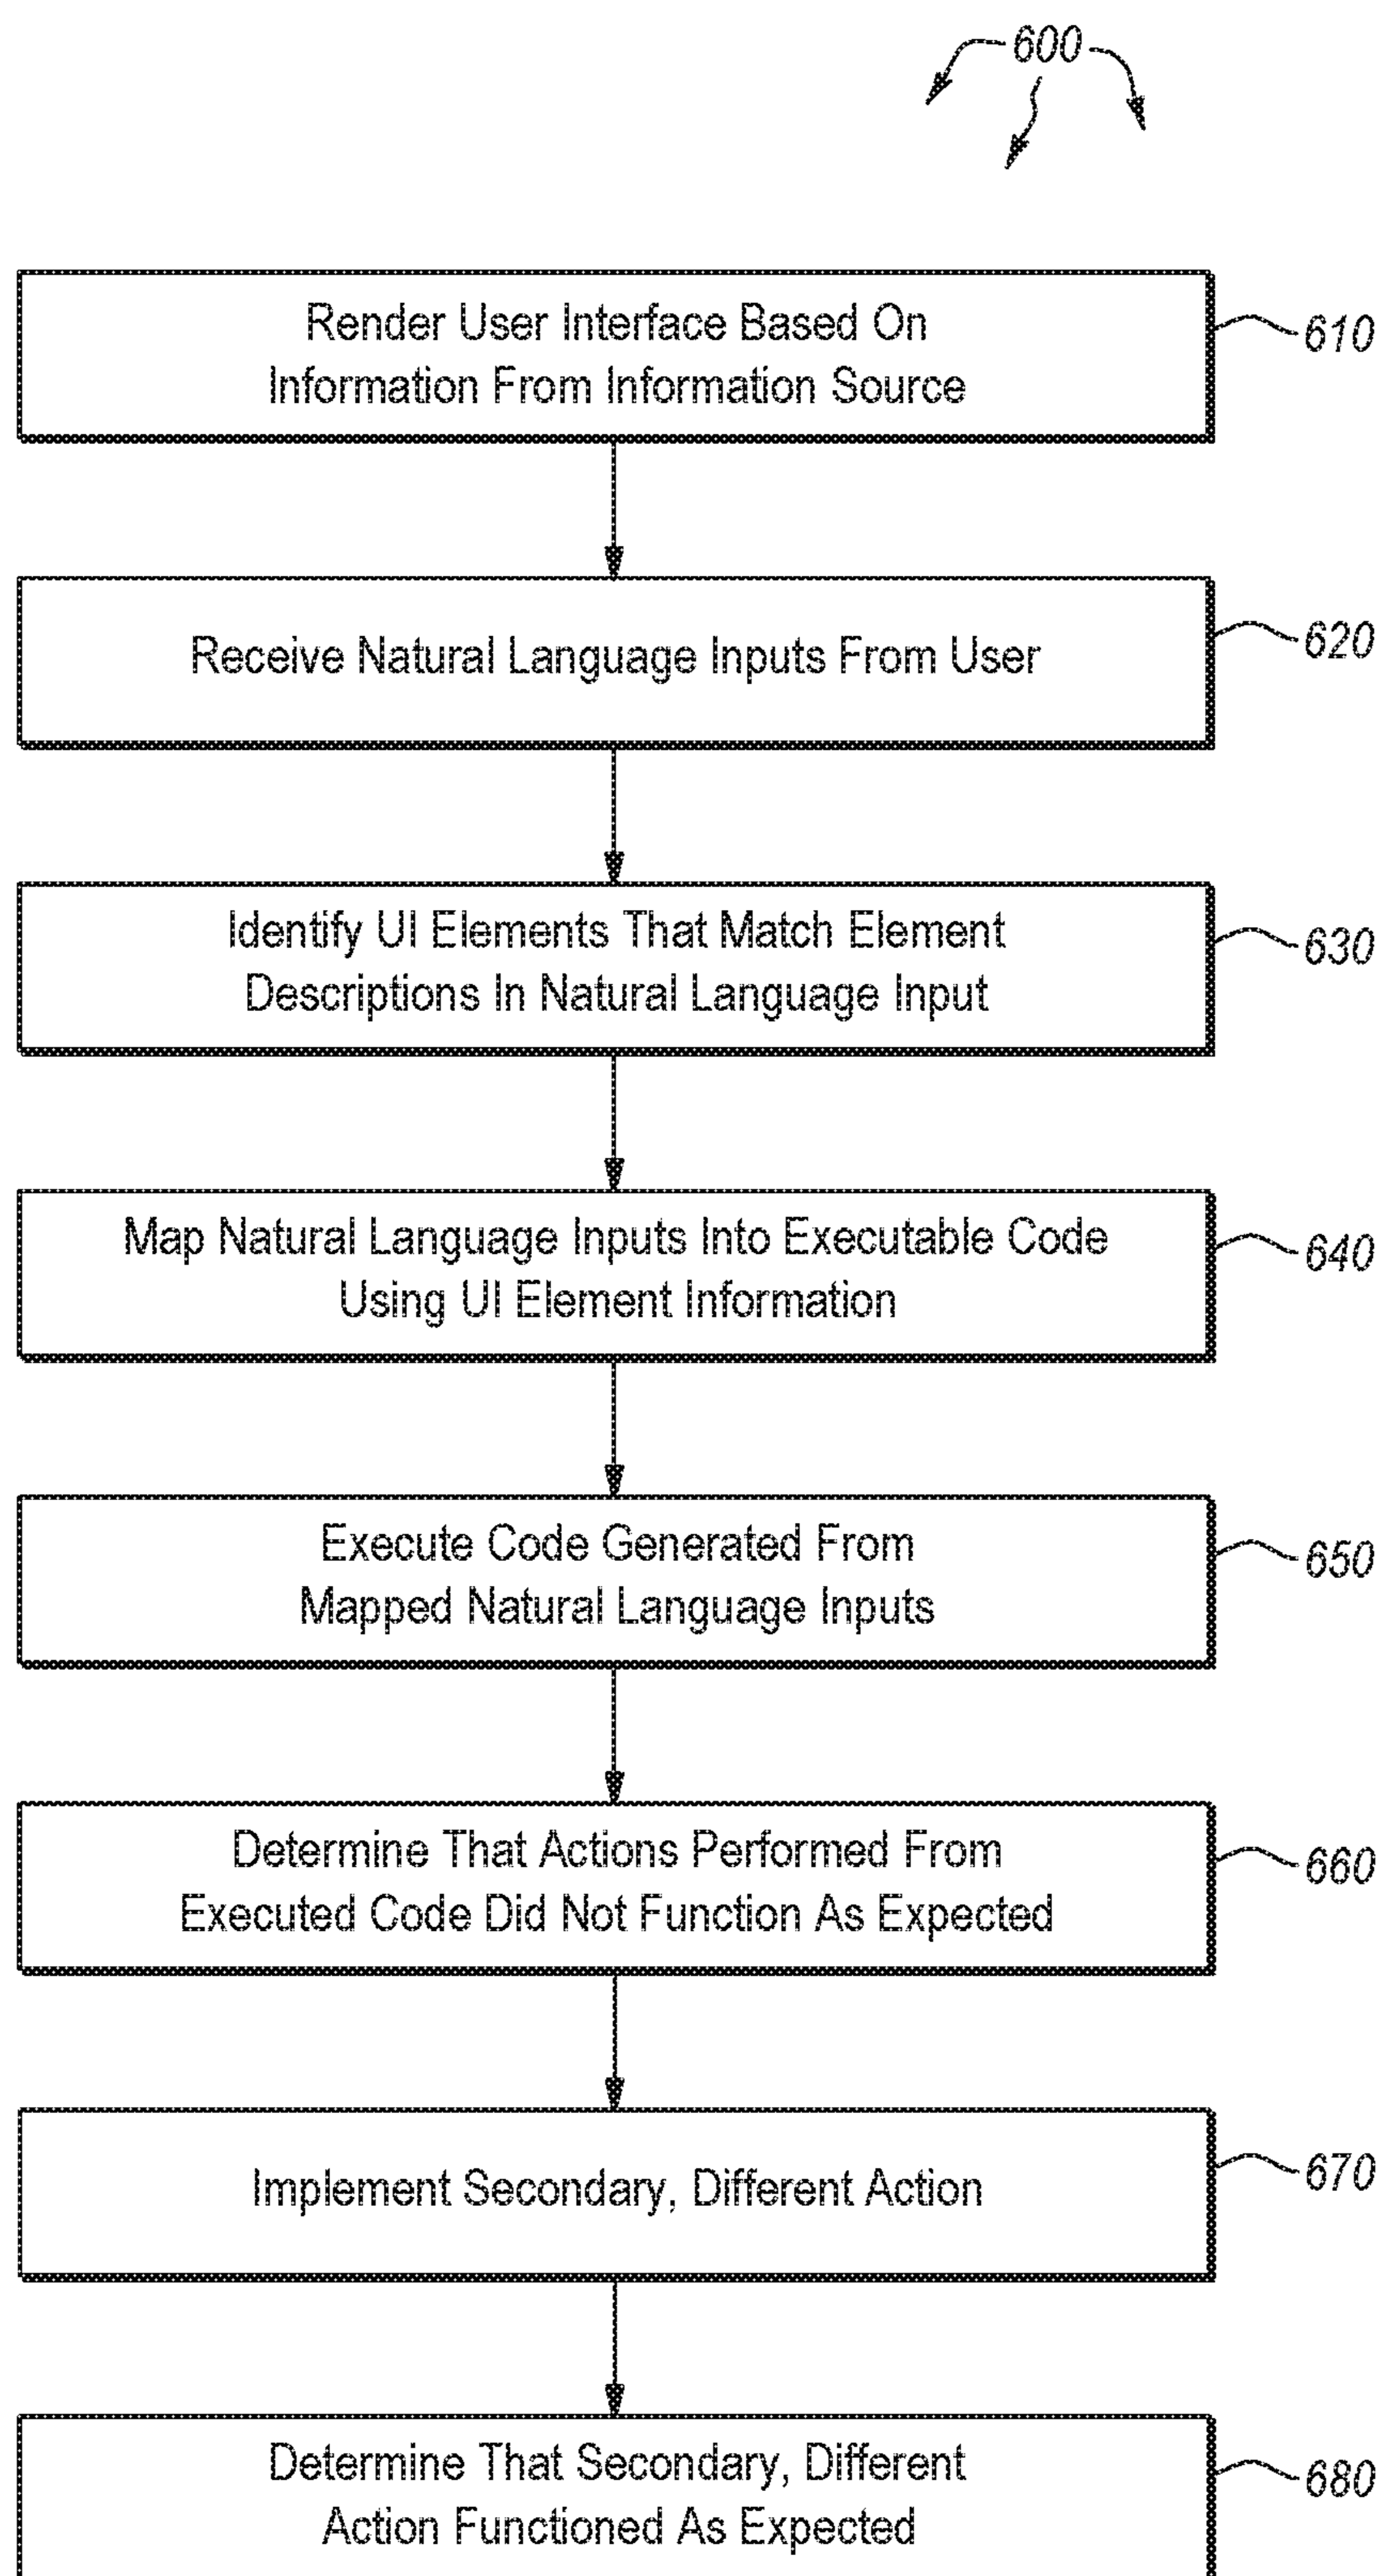 600
Render User Interface Based On
Information From Information Source
610
Receive Natural Language Inputs From User
620
Identify UI Elements That Match Element
Descriptions In Natural Language Input
630
Map Natural Language Inputs Into Executable Code
Using UI Element Information
640
Execute Code Generated From
Mapped Natural Language Inputs
650
Determine That Actions Performed From
Executed Code Did Not Function As Expected
660
Implement Secondary, Different Action
670
Determine That Secondary, Different
Action Functioned As Expected
680